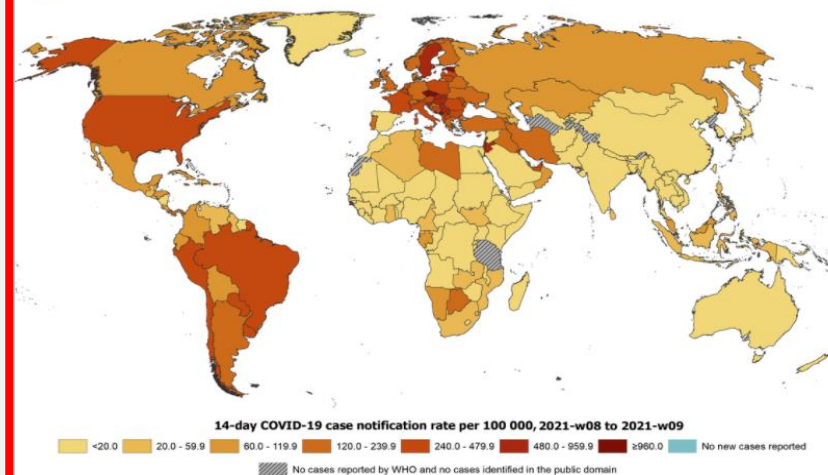 14-day COVID-19 case notification rate per 100 000, 2021-w08 to 2021-w09
<20.0 20.0 - 59.9 60.0 - 119.9 120.0 - 239.9 240.0 - 479.9 480.0 - 959.9 ≥960.0 No new cases reported
No cases reported by WHO and no cases identified in the public domain